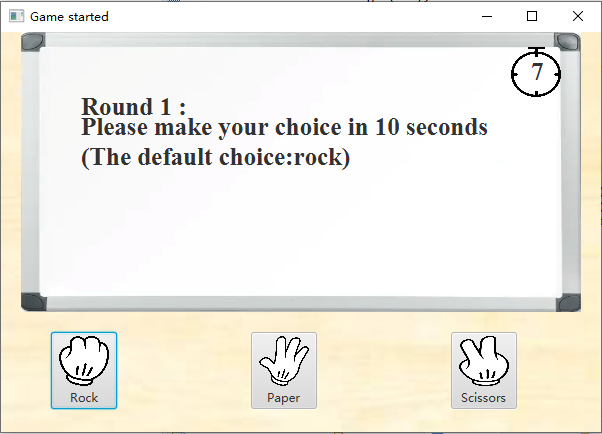 Game started
7
Round 1 :
Please make your choice in 10 seconds
(The default choice:rock)
Rock
Paper
Scissors